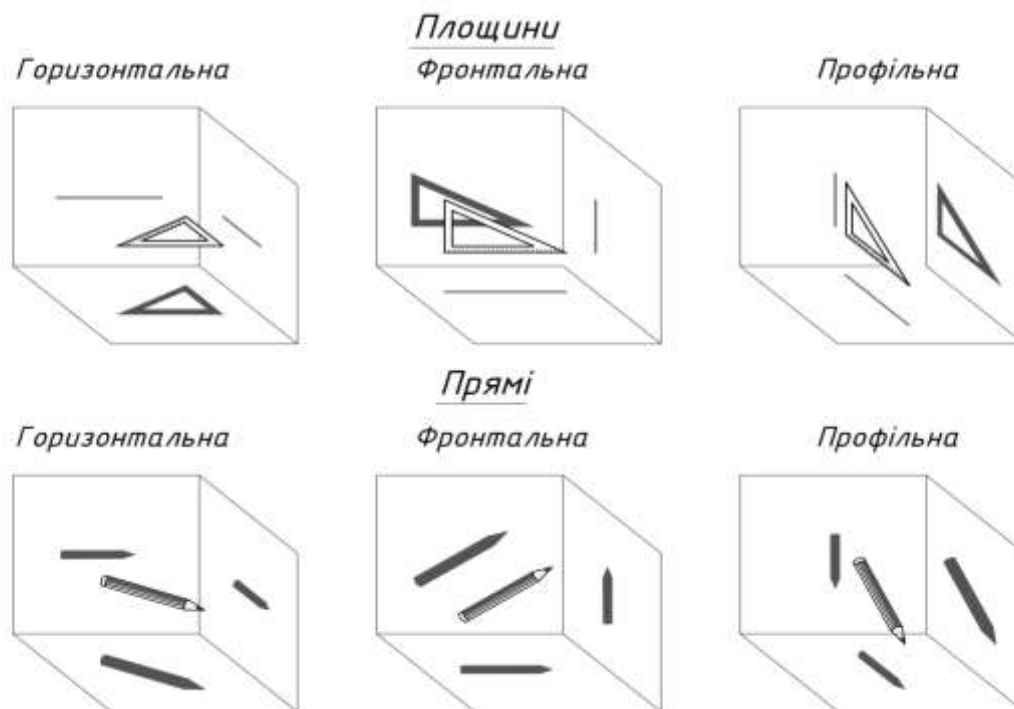 Площини
Горизонтальна
Фронтальна
Профільна
Прямі
Горизонтальна
Фронтальна
Профільна